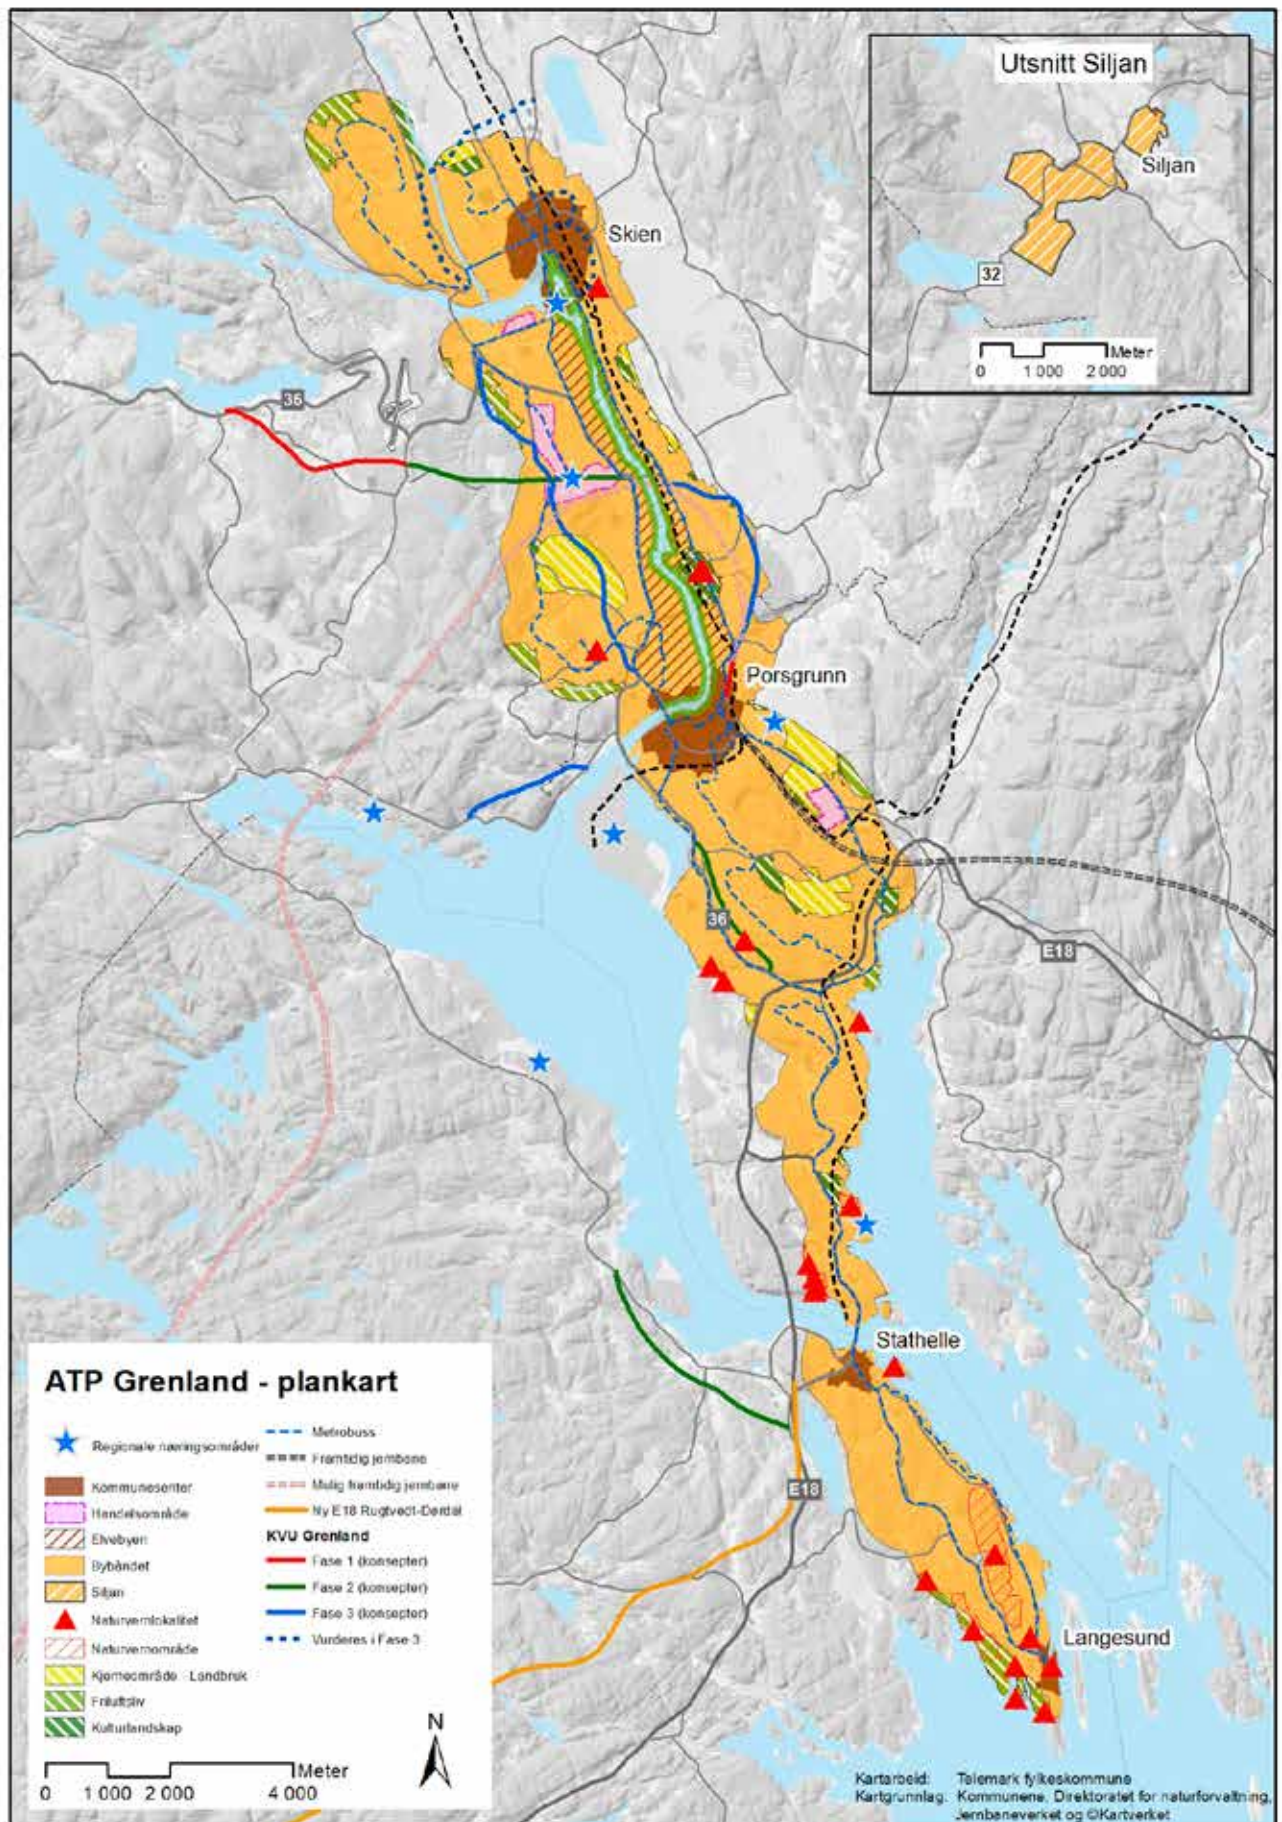 Utsnitt Siljan
Siljan
32
Meter
0 1 000 2 000
Skien
36
Porsgrunn
36
E18
Stathelle
E18
Langesund
ATP Grenland - plankart
Regionale næringsområder
Kommunesenter
Handelsområde
Elvebyen
Bybåndet
Siljan
Naturvernlokalitet
Naturvernområde
Kjerneområde Landbruk
Friluftsliv
Kulturlandskap
Metrobuss
Framtidig jernbane
Mulig framtidig jernbane
Ny E18 Rugtvedt-Dørdal
KVU Grenland
Fase 1 (konsepter)
Fase 2 (konsepter)
Fase 3 (konsepter)
Vurderes i Fase 3
Meter
0 1 000 2 000 4 000
N
Kartarbeid: Telemark fylkeskommune
Kartgrunnlag: Kommunene, Direktoratet for naturforvaltning,
Jernbaneverket og ©Kartverket